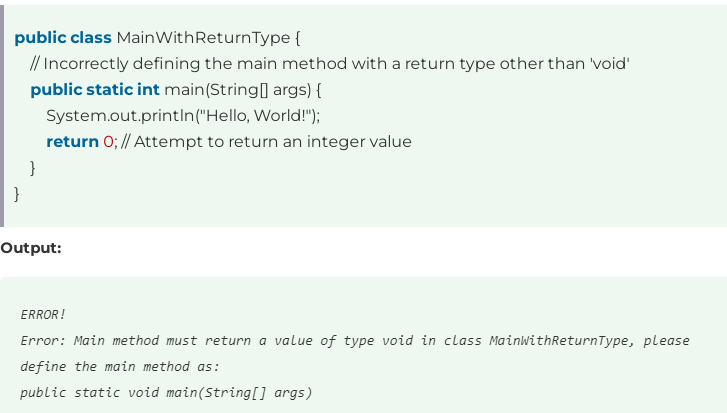 public class MainWithReturnType {
// Incorrectly defining the main method with a return type other than 'void'
public static int main(String[] args) {
System.out.println("Hello, World!");
return 0; // Attempt to return an integer value
}
}
Output:
ERROR!
Error: Main method must return a value of type void in class MainWithReturnType, please
define the main method as:
public static void main(String[] args)